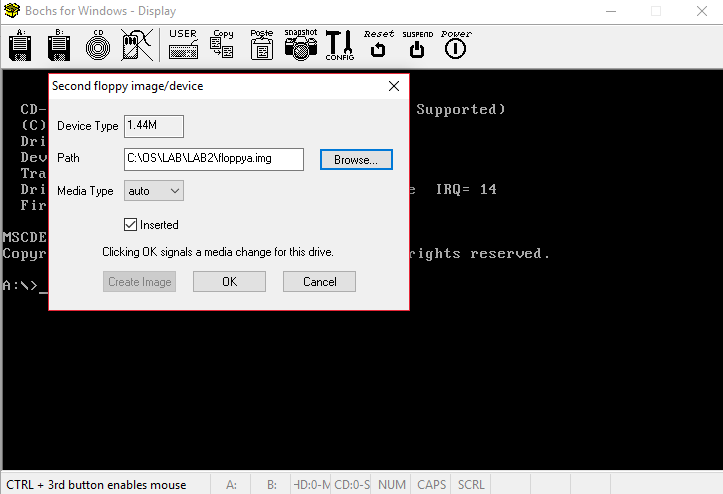 Bochs for Windows - Display
A: B: CD USER Copy Paste snapshot CONFIG Reset SUSPEND Power
Second floppy image/device
Device Type 1.44M
Path C:\OS\LAB\LAB2\floppya.img Browse...
Media Type auto
Inserted
Clicking OK signals a media change for this drive.
Create Image OK Cancel
CD- Supported)
(C)
Dri
Dev
Tra
Dri e IRQ= 14
Fir
MSCDE
Copyr rights reserved.
A:\>_
CTRL + 3rd button enables mouse A: B: HD:0-M CD:0-S NUM CAPS SCRL